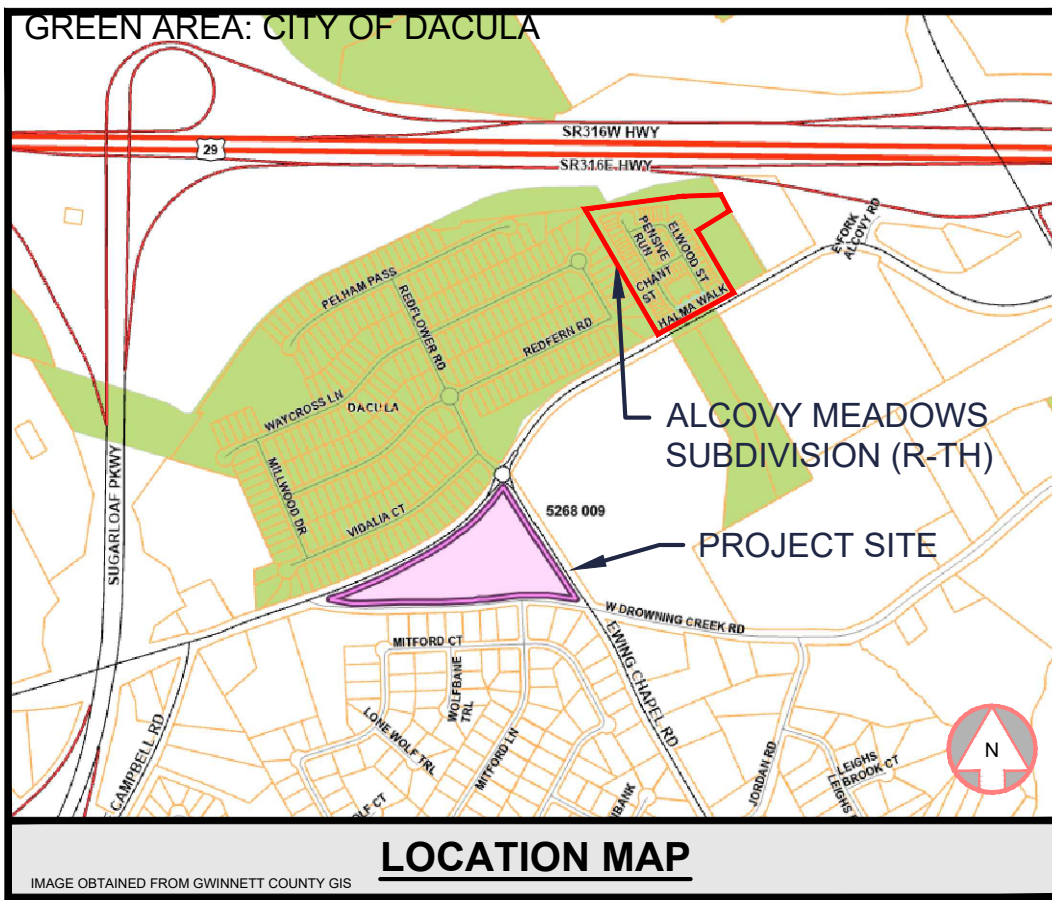 GREEN AREA: CITY OF DACULA
SR316W HWY
29
SR316E HWY
E FORK
ALCOVY RD
PELHAM PASS
REDFLOWER RD
PENSIVE
RUN
ELWOOD ST
CHANT
ST
HALMA WALK
REDFERN RD
WAYCROSS LN
DACULA
MILLWOOD DR
VIDALIA CT
SUGARLOAF PKWY
ALCOVY MEADOWS
SUBDIVISION (R-TH)
5268 009
PROJECT SITE
W DROWNING CREEK RD
EWING CHAPEL RD
MITFORD CT
WOLFBANE
TRL
LONE WOLF TRL
MITFORD LN
CAMPBELL RD
JORDAN RD
LEIGHS
BROOK CT
LEIGHS
N
LOCATION MAP
IMAGE OBTAINED FROM GWINNETT COUNTY GIS